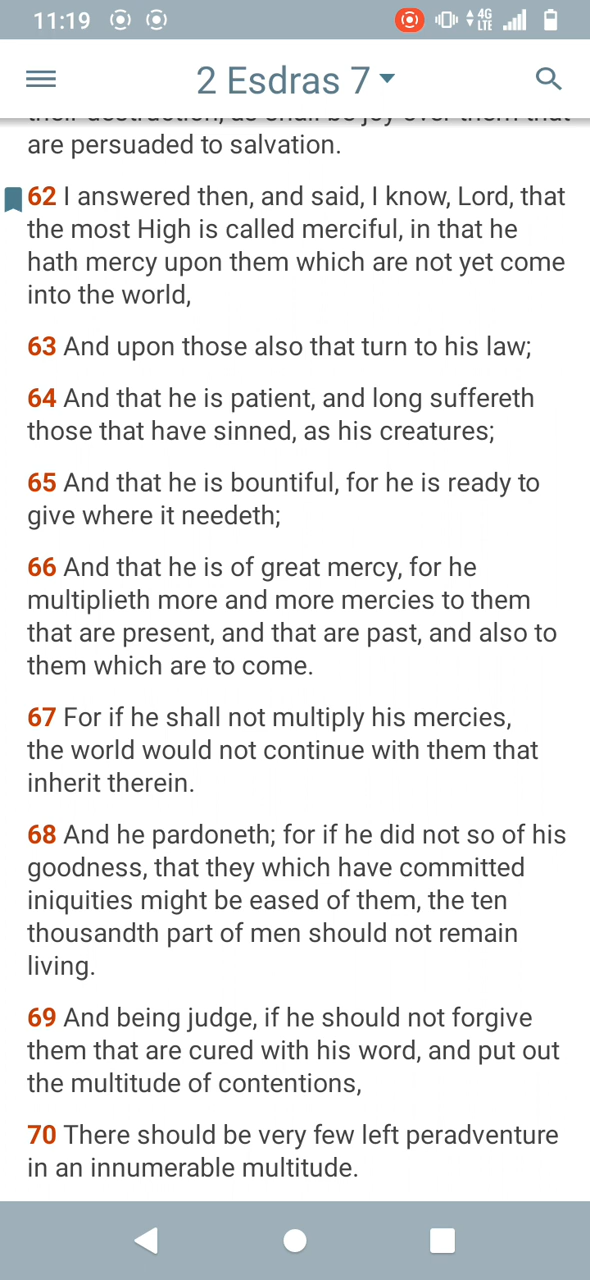 11:19
4G
LTE
2 Esdras 7
their destruction, as shall be joy over them that
are persuaded to salvation.
62 I answered then, and said, I know, Lord, that
the most High is called merciful, in that he
hath mercy upon them which are not yet come
into the world,
63 And upon those also that turn to his law;
64 And that he is patient, and long suffereth
those that have sinned, as his creatures;
65 And that he is bountiful, for he is ready to
give where it needeth;
66 And that he is of great mercy, for he
multiplieth more and more mercies to them
that are present, and that are past, and also to
them which are to come.
67 For if he shall not multiply his mercies,
the world would not continue with them that
inherit therein.
68 And he pardoneth; for if he did not so of his
goodness, that they which have committed
iniquities might be eased of them, the ten
thousandth part of men should not remain
living.
69 And being judge, if he should not forgive
them that are cured with his word, and put out
the multitude of contentions,
70 There should be very few left peradventure
in an innumerable multitude.